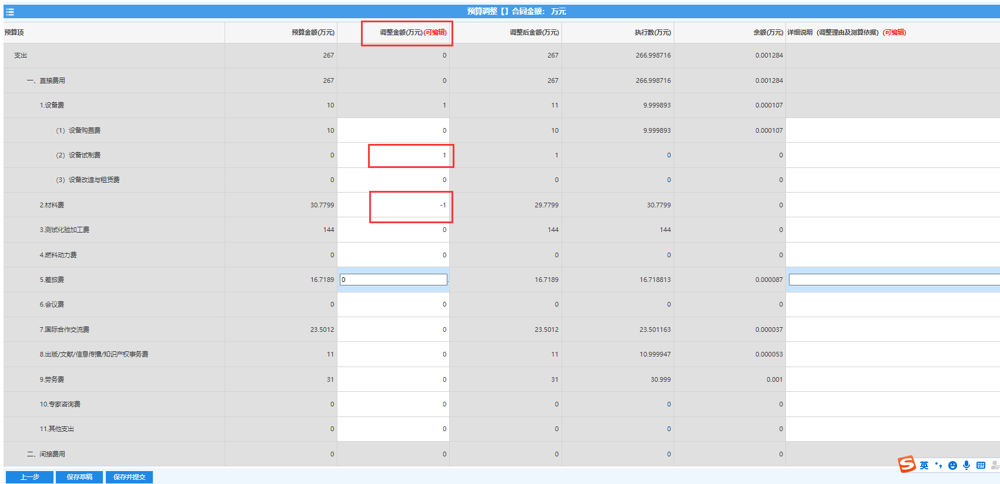 预算调整【】合同金额： 万元
预算项 预算金额(万元) 调整金额(万元)(可编辑) 调整后金额(万元) 执行数(万元) 余额(万元) 详细说明（调整理由及测算依据）(可编辑)
支出 267 0 267 266.998716 0.001284
一、直接费用 267 0 267 266.998716 0.001284
1.设备费 10 1 11 9.999893 0.000107
（1）设备购置费 10 0 10 9.999893 0.000107
（2）设备试制费 0 1 1 0 0
（3）设备改造与租赁费 0 0 0 0 0
2.材料费 30.7799 -1 29.7799 30.7799 0
3.测试化验加工费 144 0 144 144 0
4.燃料动力费 0 0 0 0 0
5.差旅费 16.7189 0 16.7189 16.718813 0.000087
6.会议费 0 0 0 0 0
7.国际合作交流费 23.5012 0 23.5012 23.501163 0.000037
8.出版/文献/信息传播/知识产权事务费 11 0 11 10.999947 0.000053
9.劳务费 31 0 31 30.999 0.001
10.专家咨询费 0 0 0 0 0
11.其他支出 0 0 0 0 0
二、间接费用 0 0 0 0 0
S 英
上一步 保存草稿 保存并提交